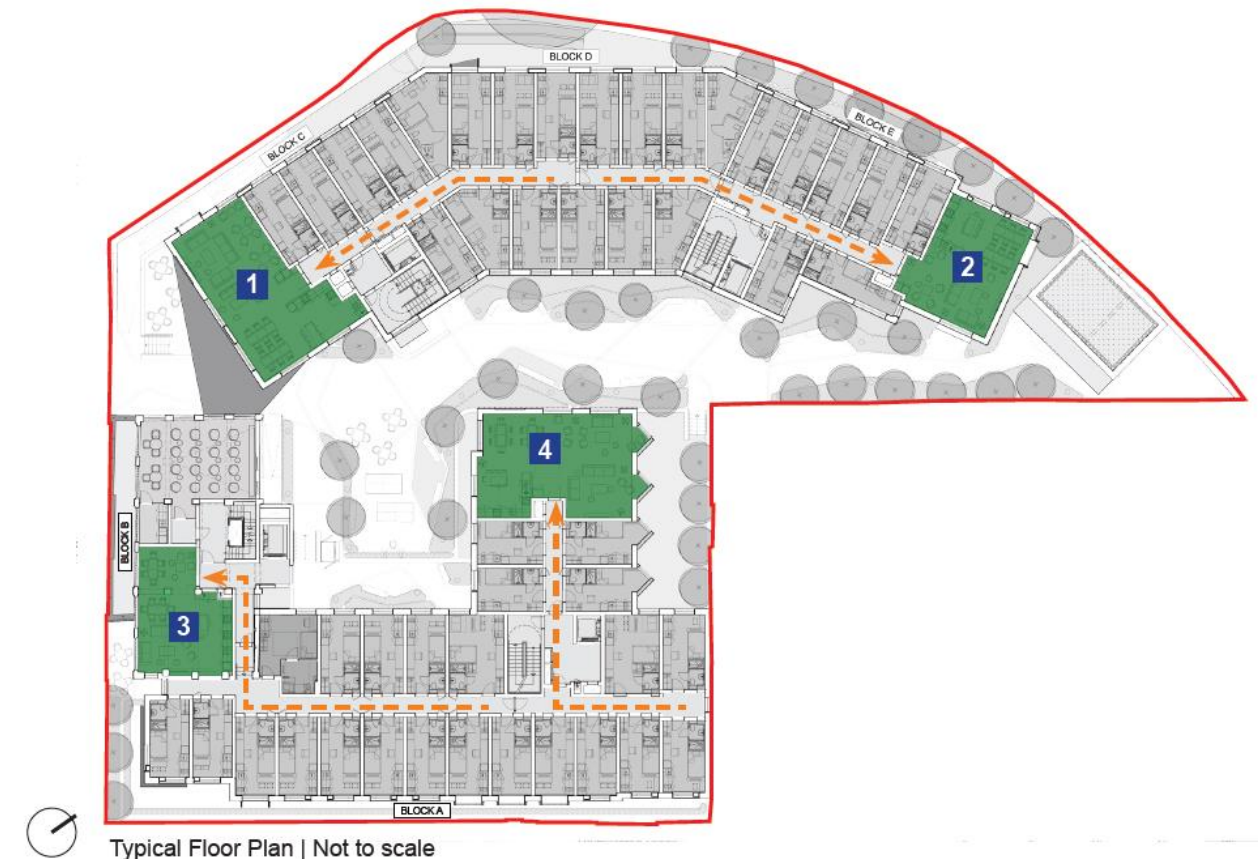 BLOCK D
BLOCK C
BLOCK E
1
2
4
BLOCK B
3
BLOCK A
Typical Floor Plan | Not to scale